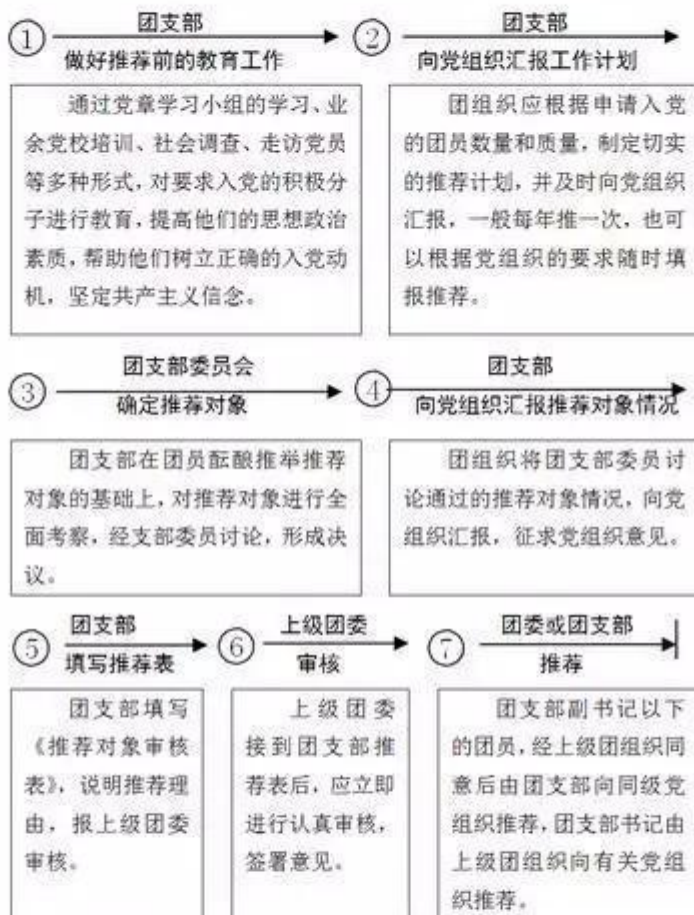 ① 团支部 ② 团支部
做好推荐前的教育工作 向党组织汇报工作计划
通过党章学习小组的学习、业
余党校培训、社会调查、走访党员
等多种形式，对要求入党的积极分
子进行教育，提高他们的思想政治
素质，帮助他们树立正确的入党动
机，坚定共产主义信念。
团组织应根据申请入党
的团员数量和质量，制定切实
的推荐计划，并及时向党组织
汇报，一般每年推一次，也可
以根据党组织的要求随时填
报推荐。
③ 团支部委员会 ④ 团支部
确定推荐对象 向党组织汇报推荐对象情况
团支部在团员酝酿推举推荐
对象的基础上，对推荐对象进行全
面考察，经支部委员讨论，形成决
议。
团组织将团支部委员讨
论通过的推荐对象情况，向党
组织汇报，征求党组织意见。
⑤ 团支部 ⑥ 上级团委 ⑦ 团委或团支部
填写推荐表 审核 推荐
团支部填写
《推荐对象审核
表》，说明推荐理
由，报上级团委
审核。
上级团委
接到团支部推
荐表后，应立即
进行认真审核，
签署意见。
团支部副书记以下
的团员，经上级团组织同
意后由团支部向同级党
组织推荐，团支部书记由
上级团组织向有关党组
织推荐。